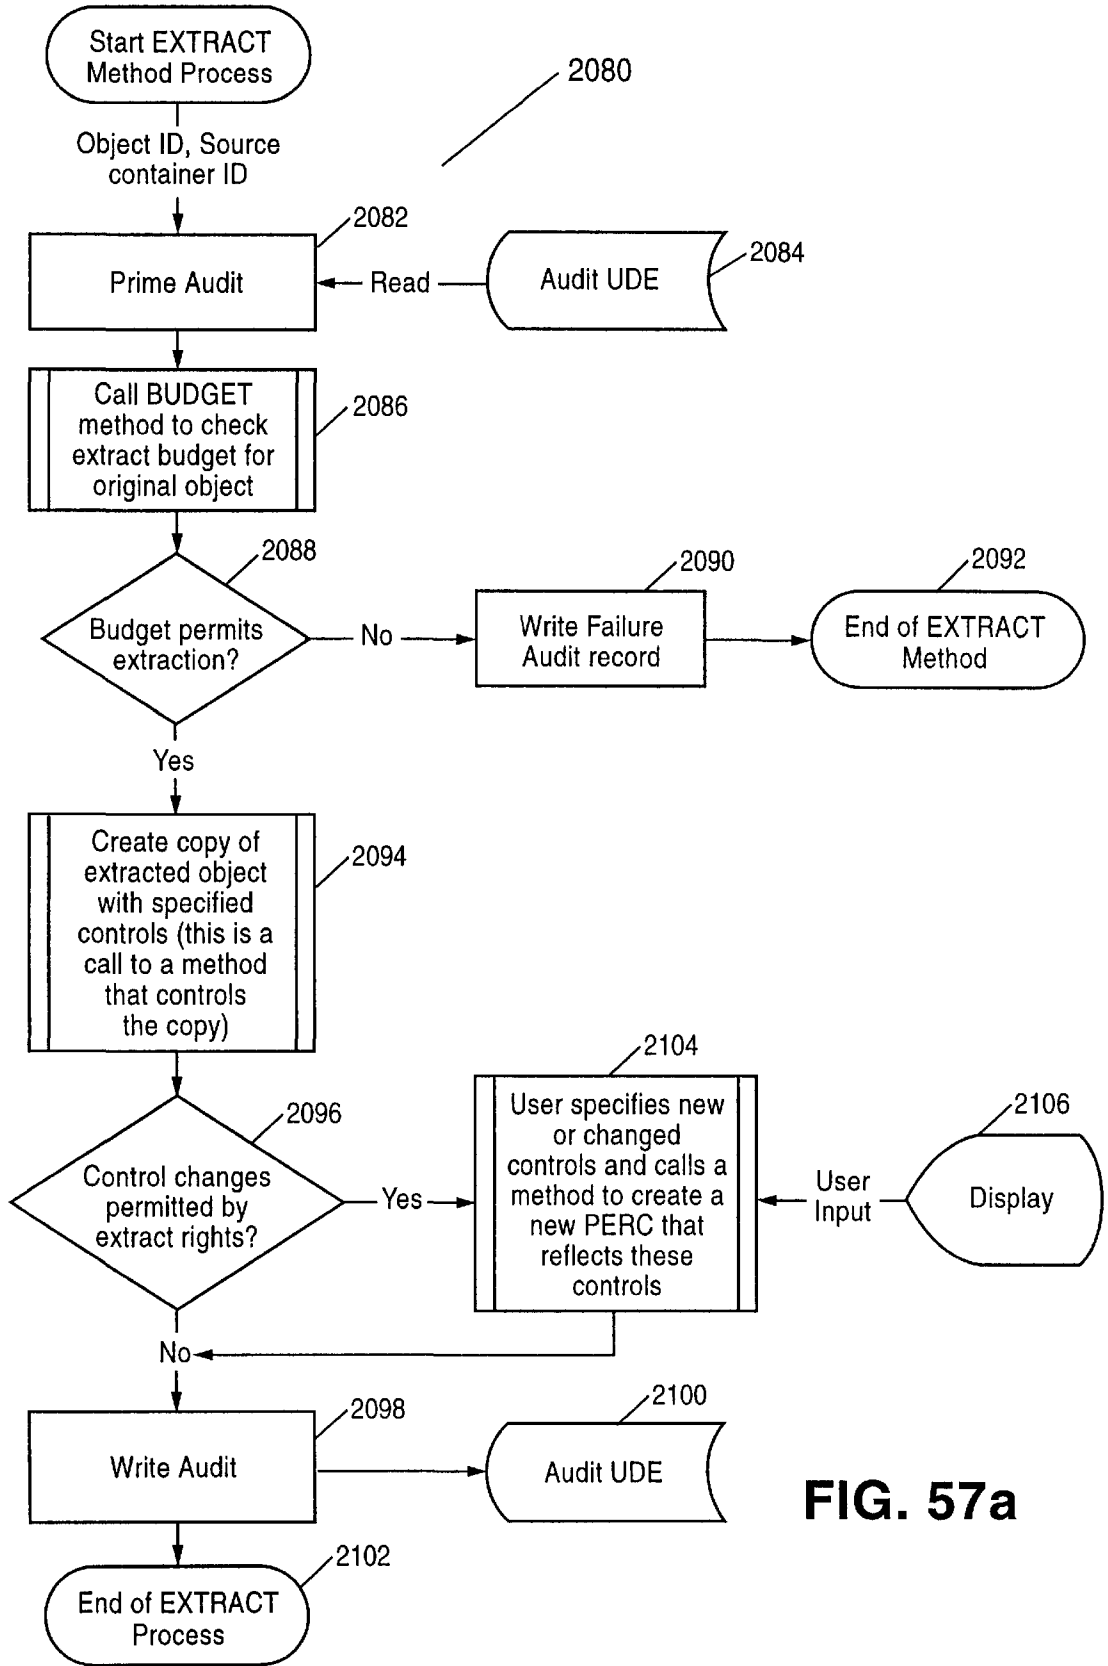 Start EXTRACT
Method Process
2080
Object ID, Source
container ID
2082
Prime Audit
Read
Audit UDE
2084
Call BUDGET
method to check
extract budget for
original object
2086
2088
Budget permits
extraction?
No
2090
Write Failure
Audit record
2092
End of EXTRACT
Method
Yes
Create copy of
extracted object
with specified
controls (this is a
call to a method
that controls
the copy)
2094
2096
Control changes
permitted by
extract rights?
Yes
2104
User specifies new
or changed
controls and calls a
method to create a
new PERC that
reflects these
controls
User
Input
2106
Display
No
2098
Write Audit
2100
Audit UDE
FIG. 57a
2102
End of EXTRACT
Process